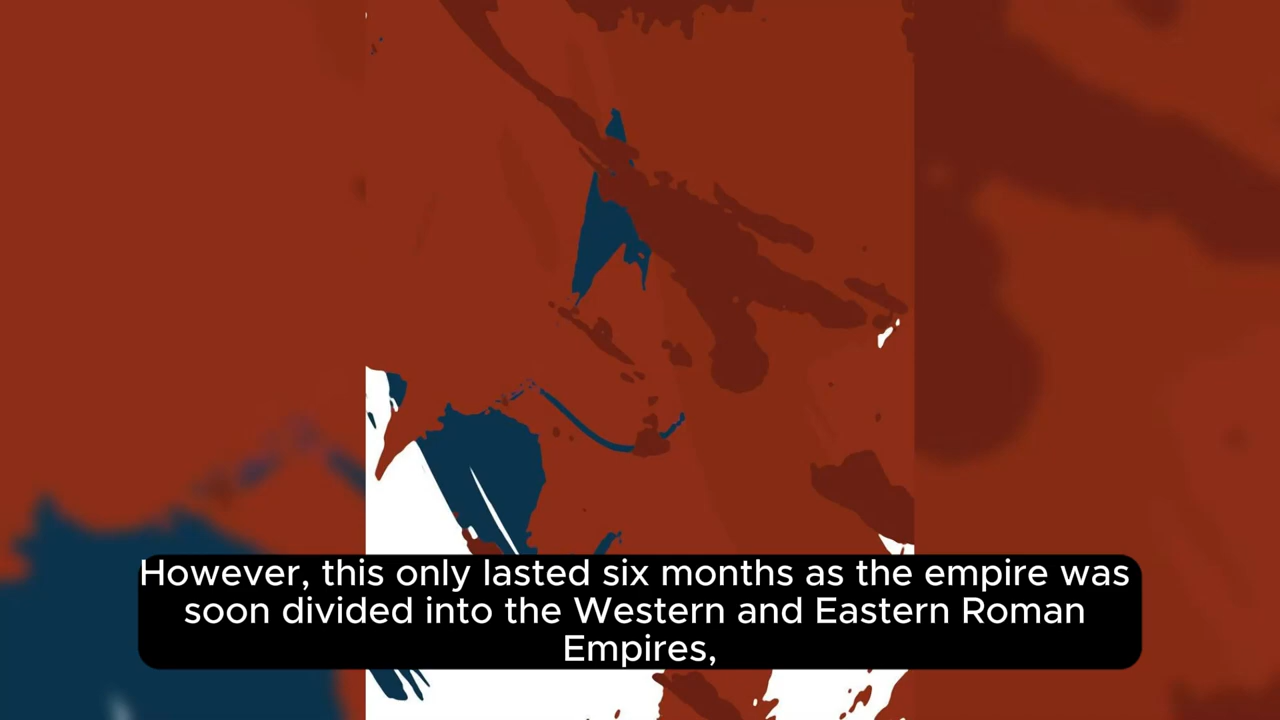 However, this only lasted six months as the empire was
soon divided into the Western and Eastern Roman
Empires,